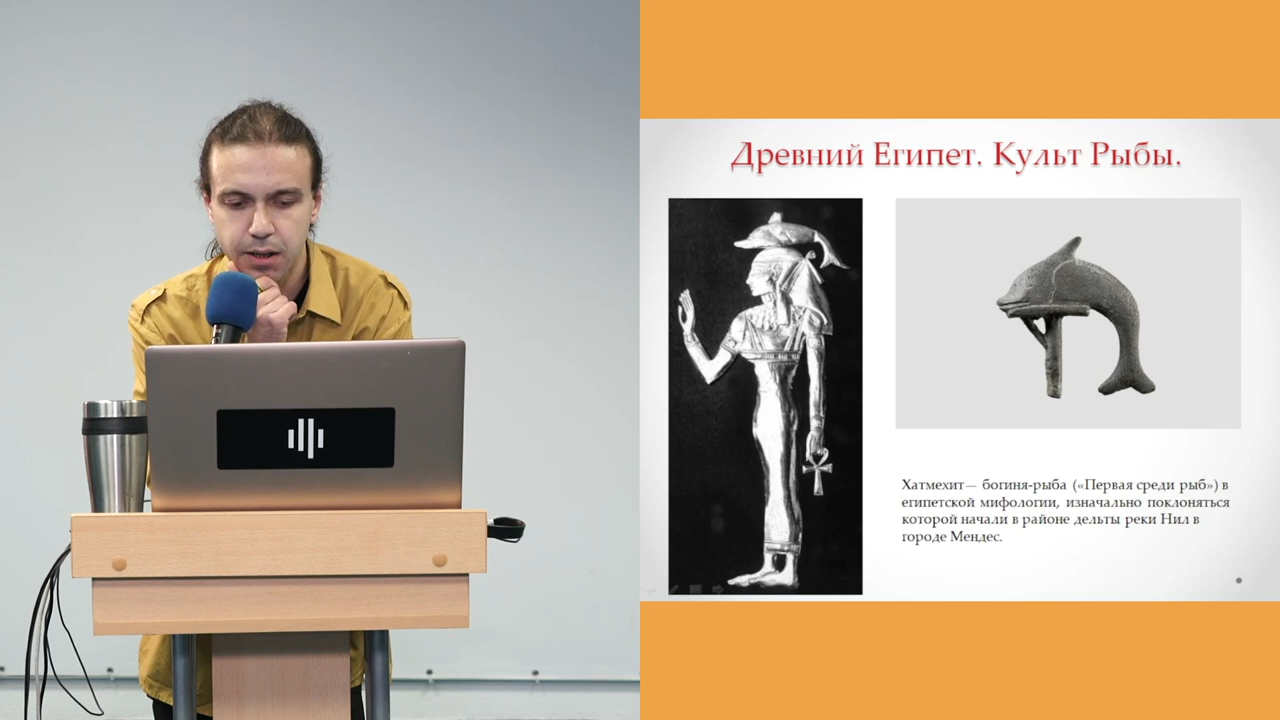 Древний Египет. Культ Рыбы.
Хатмехит— богиня-рыба («Первая среди рыб») в
египетской мифологии, изначально поклоняться
которой начали в районе дельты реки Нил в
городе Мендес.